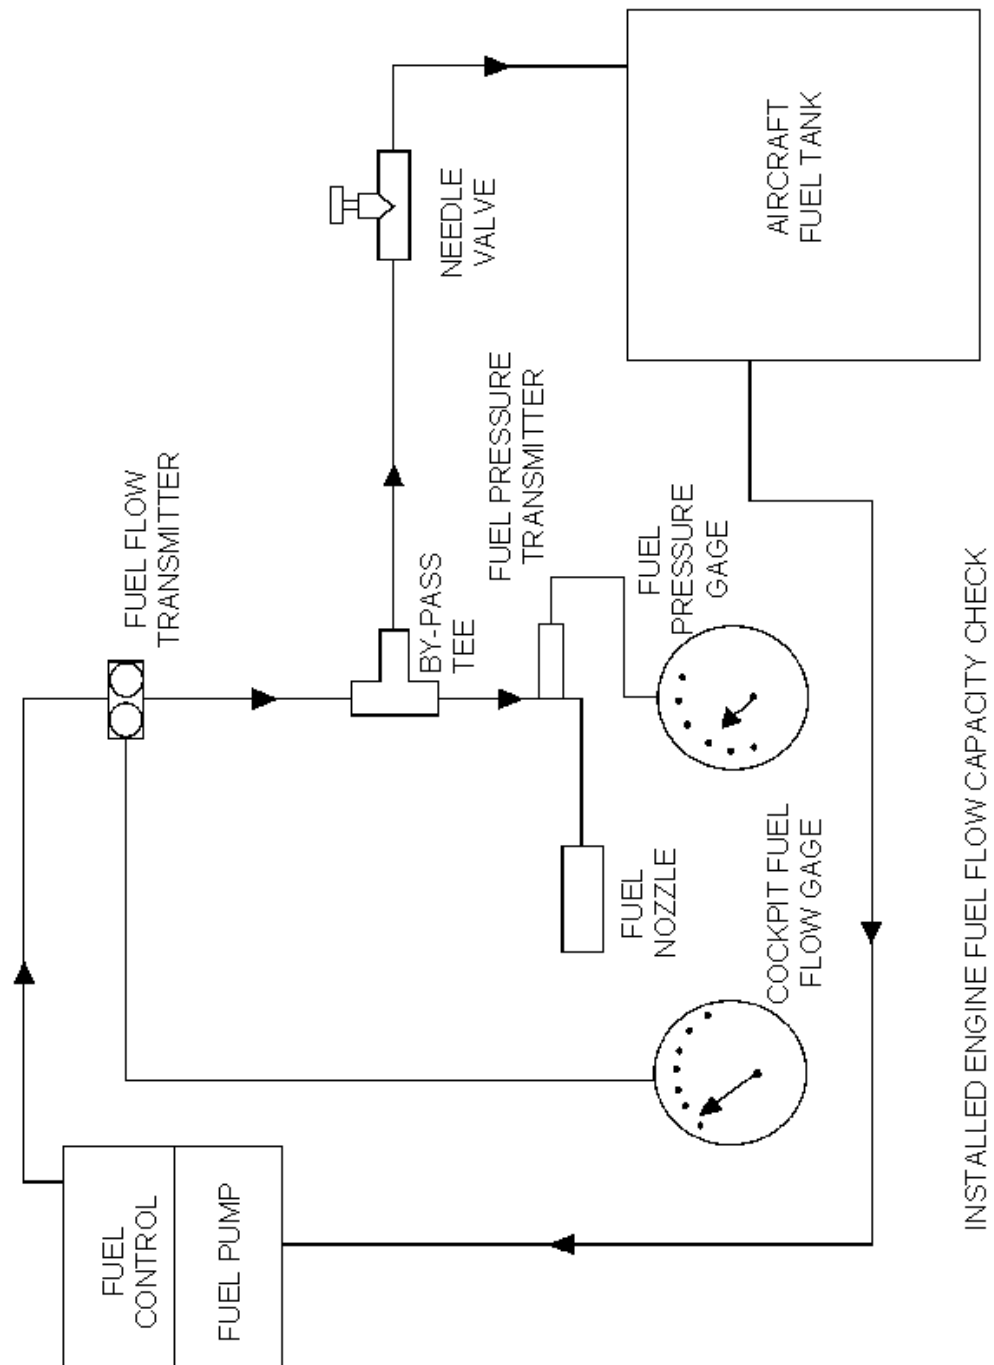 FUEL
CONTROL
FUEL PUMP
FUEL FLOW
TRANSMITTER
BY-PASS
TEE
NEEDLE
VALVE
FUEL PRESSURE
TRANSMITTER
FUEL
NOZZLE
FUEL
PRESSURE
GAGE
COCKPIT FUEL
FLOW GAGE
AIRCRAFT
FUEL TANK
INSTALLED ENGINE FUEL FLOW CAPACITY CHECK